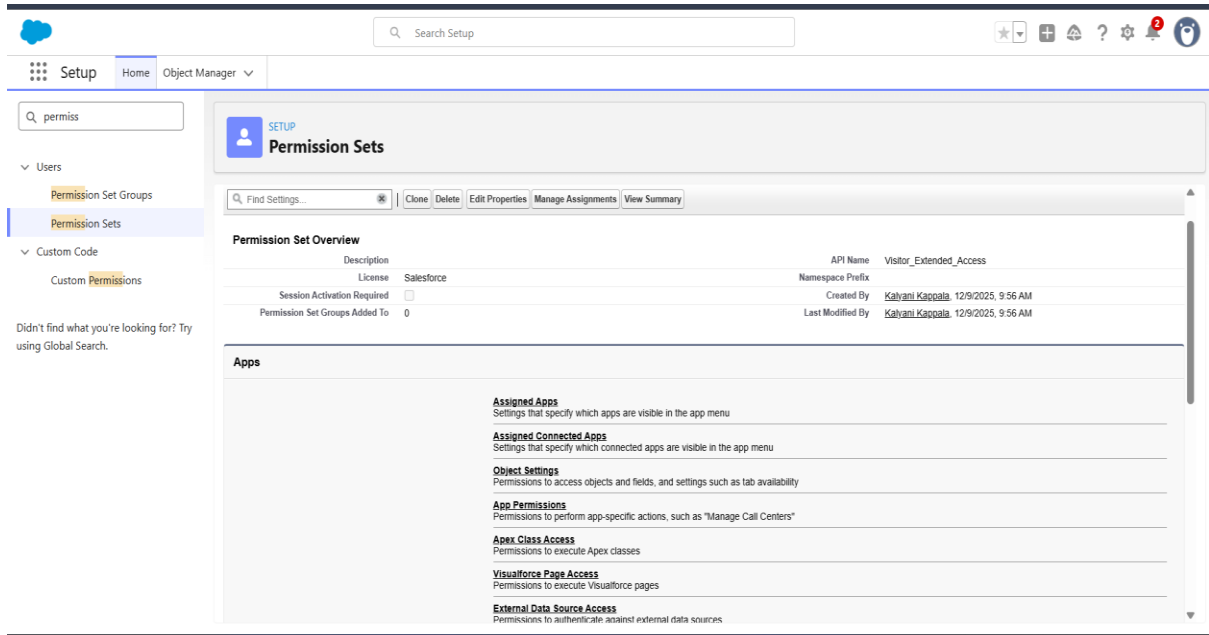 Search Setup
2
Setup Home Object Manager
permiss
Users
Permission Set Groups
Permission Sets
Custom Code
Custom Permissions
Didn't find what you're looking for? Try
using Global Search.
SETUP
Permission Sets
Find Settings... Clone Delete Edit Properties Manage Assignments View Summary
Permission Set Overview
Description API Name Visitor_Extended_Access
License Salesforce Namespace Prefix
Session Activation Required Created By Kalyani Kappala, 12/9/2025, 9:56 AM
Permission Set Groups Added To 0 Last Modified By Kalyani Kappala, 12/9/2025, 9:56 AM
Apps
Assigned Apps
Settings that specify which apps are visible in the app menu
Assigned Connected Apps
Settings that specify which connected apps are visible in the app menu
Object Settings
Permissions to access objects and fields, and settings such as tab availability
App Permissions
Permissions to perform app-specific actions, such as "Manage Call Centers"
Apex Class Access
Permissions to execute Apex classes
Visualforce Page Access
Permissions to execute Visualforce pages
External Data Source Access
Permissions to authenticate against external data sources